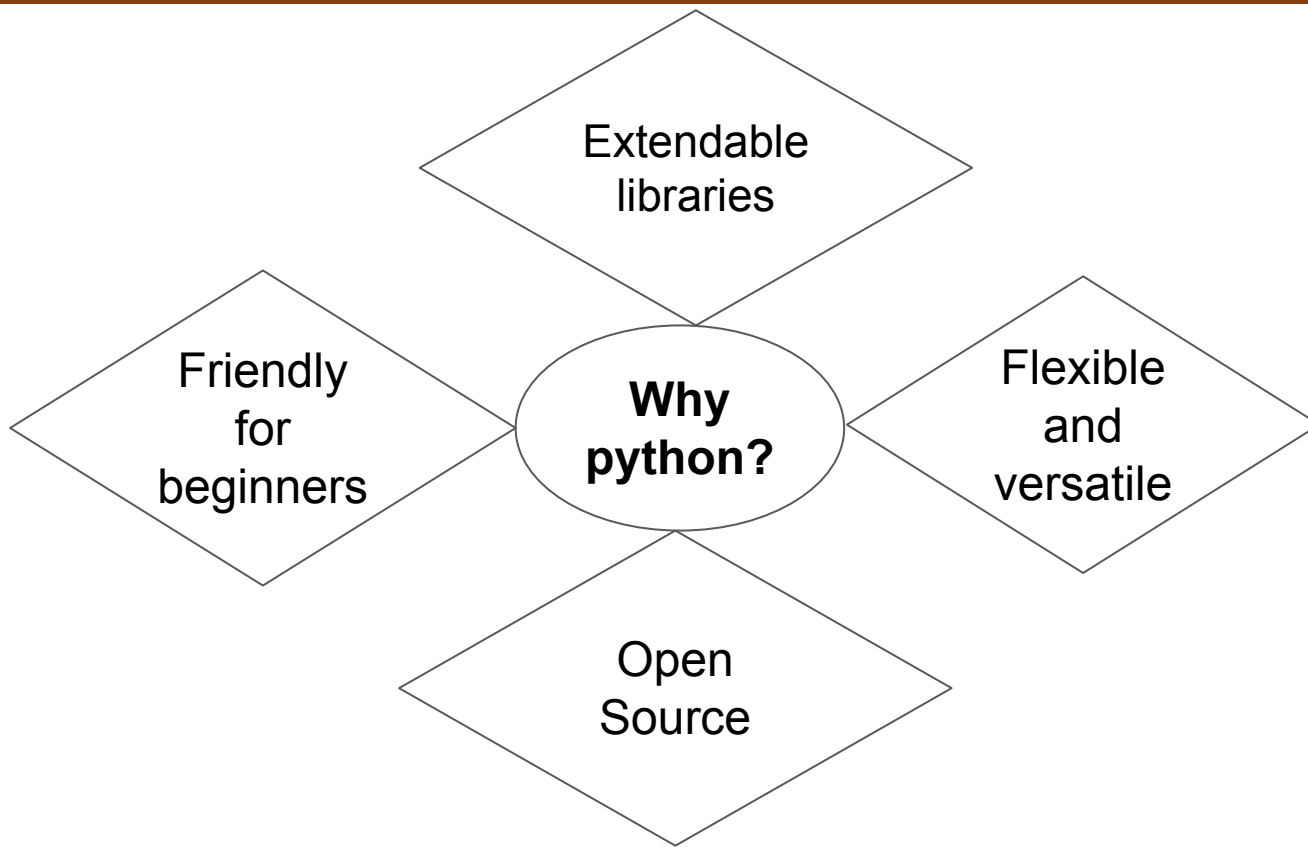 Extendable
libraries
Friendly
for
beginners
Why
python?
Flexible
and
versatile
Open
Source